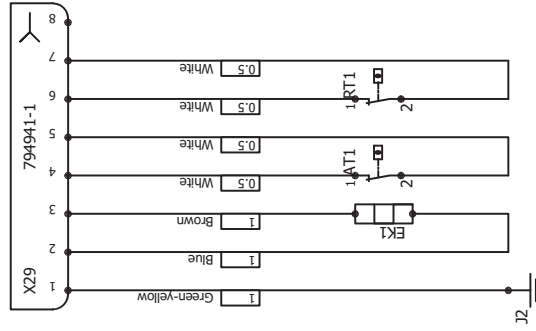 8
7 White 0.5
6 White 0.5 1 RT1 2
5 White 0.5
794941-1
4 White 0.5 1 AT1 2
3 Brown 1 EK1
2 Blue 1
X29
1 Green-yellow 1
J2